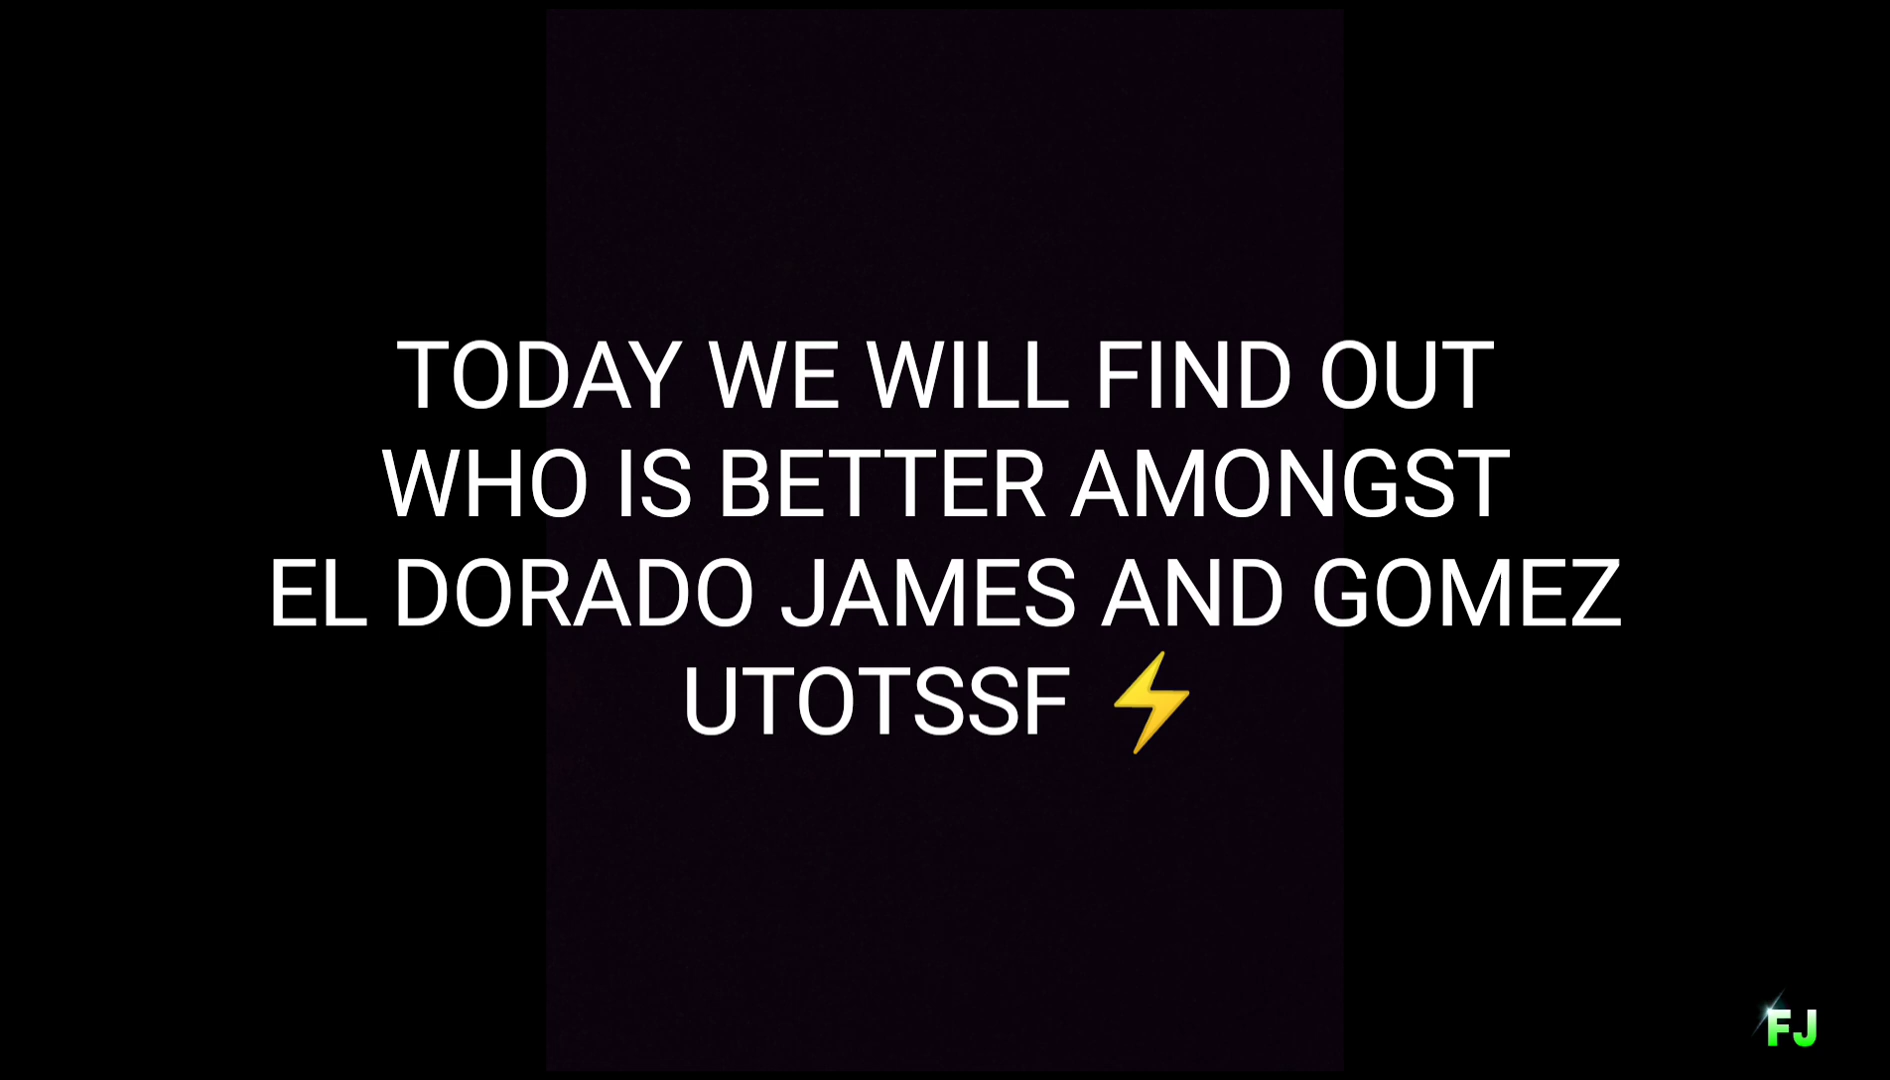 TODAY WE WILL FIND OUT
WHO IS BETTER AMONGST
EL DORADO JAMES AND GOMEZ
UTOTSSF ⚡
FJ